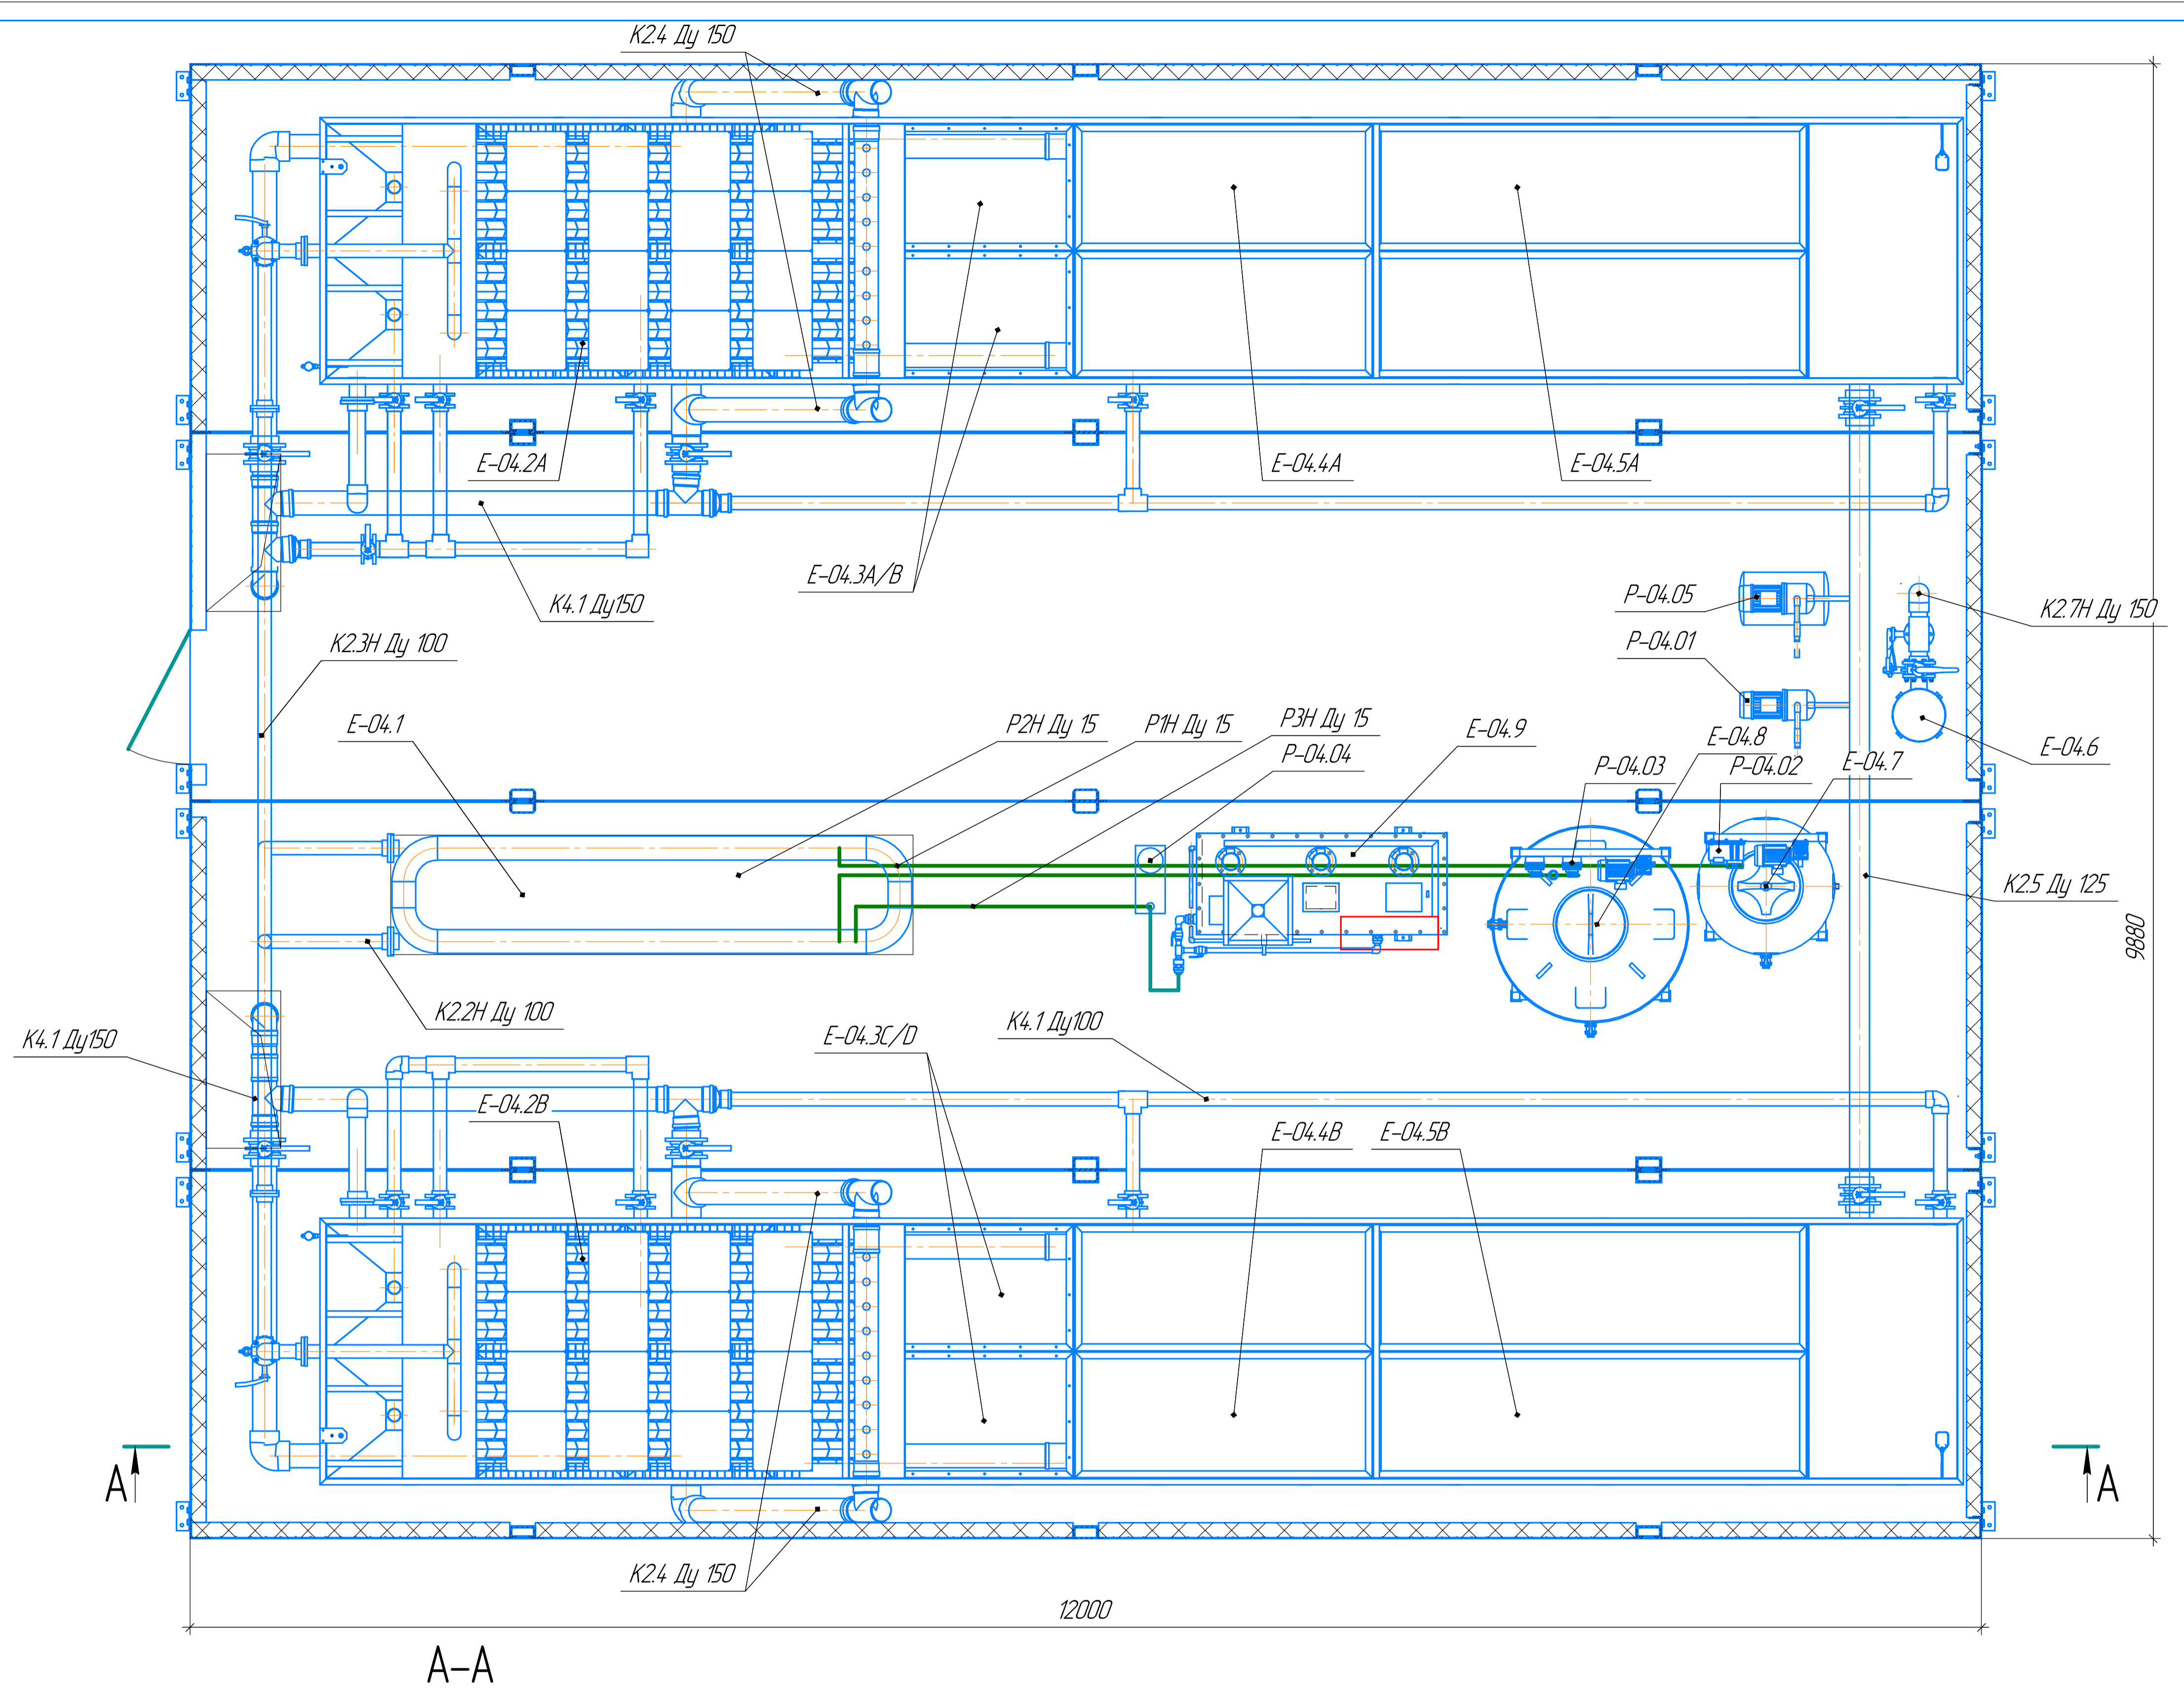 К2.4 Ду 150
Е-04.2А
Е-04.4А
Е-04.5А
Е-04.3А/В
К4.1 Ду150
Р-04.05
К2.7Н Ду 150
Р-04.01
К2.3Н Ду 100
Е-04.1
Р2Н Ду 15
Р1Н Ду 15
Р3Н Ду 15
Р-04.04
Е-04.9
Е-04.8
Р-04.03
Р-04.02
Е-04.7
Е-04.6
К2.5 Ду 125
9880
К2.2Н Ду 100
К4.1 Ду150
Е-04.3С/D
К4.1 Ду100
Е-04.2В
Е-04.4В
Е-04.5В
А
А
К2.4 Ду 150
12000
А-А